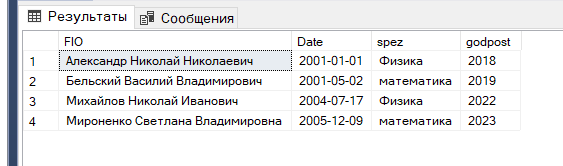 Результаты Сообщения
FIO Date spez godpost
1 Александр Николай Николаевич 2001-01-01 Физика 2018
2 Бельский Василий Владимирович 2001-05-02 математика 2019
3 Михайлов Николай Иванович 2004-07-17 Физика 2022
4 Мироненко Светлана Владимировна 2005-12-09 математика 2023